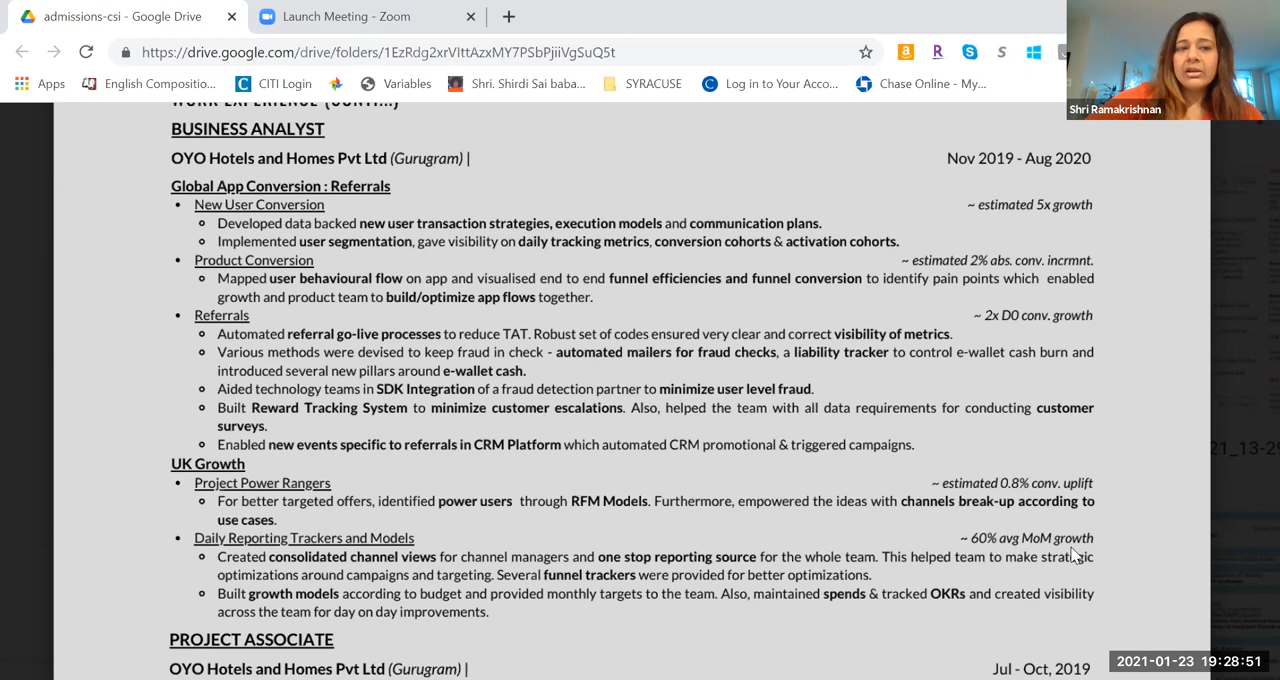 admissions-csi - Google Drive
Launch Meeting - Zoom
https://drive.google.com/drive/folders/1EzRdg2xrVIttAzxMY7PSbPjiiVgSuQ5t
Apps
English Composition...
CITI Login
Variables
Shri. Shirdi Sai baba...
SYRACUSE
Log in to Your Acco...
Chase Online - My...
Shri Ramakrishnan
WORK EXPERIENCE (CONTI...)
BUSINESS ANALYST
OYO Hotels and Homes Pvt Ltd (Gurugram) | Nov 2019 - Aug 2020
Global App Conversion : Referrals
• New User Conversion ~ estimated 5x growth
Developed data backed new user transaction strategies, execution models and communication plans.
Implemented user segmentation, gave visibility on daily tracking metrics, conversion cohorts & activation cohorts.
• Product Conversion ~ estimated 2% abs. conv. incrmnt.
Mapped user behavioural flow on app and visualised end to end funnel efficiencies and funnel conversion to identify pain points which enabled
growth and product team to build/optimize app flows together.
• Referrals ~ 2x D0 conv. growth
Automated referral go-live processes to reduce TAT. Robust set of codes ensured very clear and correct visibility of metrics.
Various methods were devised to keep fraud in check - automated mailers for fraud checks, a liability tracker to control e-wallet cash burn and
introduced several new pillars around e-wallet cash.
Aided technology teams in SDK Integration of a fraud detection partner to minimize user level fraud.
Built Reward Tracking System to minimize customer escalations. Also, helped the team with all data requirements for conducting customer
surveys.
Enabled new events specific to referrals in CRM Platform which automated CRM promotional & triggered campaigns.
UK Growth
• Project Power Rangers ~ estimated 0.8% conv. uplift
For better targeted offers, identified power users through RFM Models. Furthermore, empowered the ideas with channels break-up according to
use cases.
• Daily Reporting Trackers and Models ~ 60% avg MoM growth
Created consolidated channel views for channel managers and one stop reporting source for the whole team. This helped team to make strategic
optimizations around campaigns and targeting. Several funnel trackers were provided for better optimizations.
Built growth models according to budget and provided monthly targets to the team. Also, maintained spends & tracked OKRs and created visibility
across the team for day on day improvements.
PROJECT ASSOCIATE
OYO Hotels and Homes Pvt Ltd (Gurugram) | Jul - Oct, 2019
21_13-29
2021-01-23 19:28:51